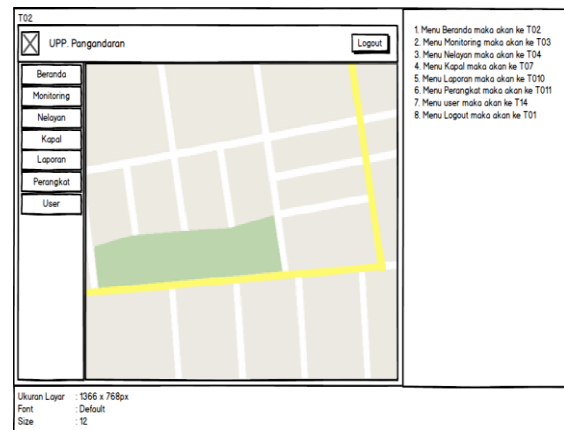 T02
UPP. Pangandaran
Logout
Beranda
Monitoring
Nelayan
Kapal
Laporan
Perangkat
User
1. Menu Beranda maka akan ke T02
2. Menu Monitoring maka akan ke T03
3. Menu Nelayan maka akan ke T04
4. Menu Kapal maka akan ke T07
5. Menu Laporan maka akan ke T010
6. Menu Perangkat maka akan ke T011
7. Menu user maka akan ke T14
8. Menu Logout maka akan ke T01
Ukuran Layar : 1366 x 768px
Font : Default
Size : 12